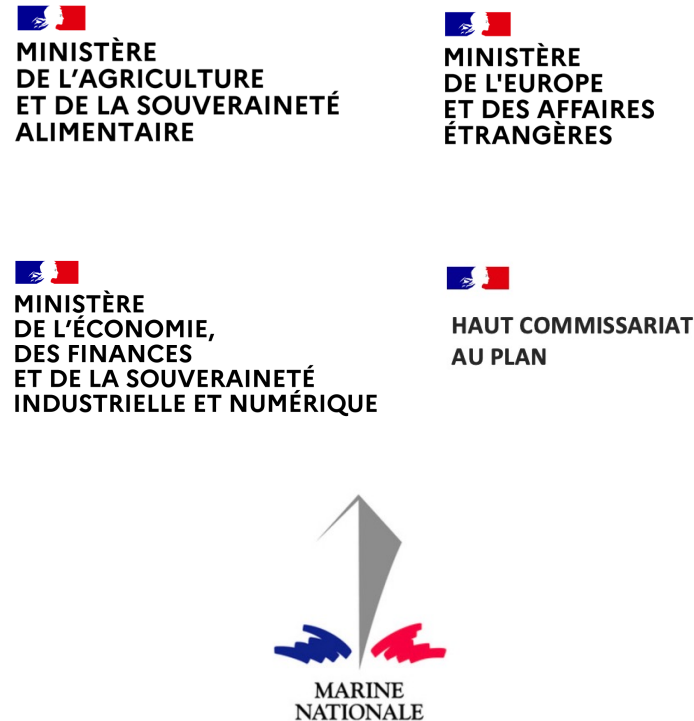 MINISTÈRE
DE L'AGRICULTURE
ET DE LA SOUVERAINETÉ
ALIMENTAIRE
MINISTÈRE
DE L'EUROPE
ET DES AFFAIRES
ÉTRANGÈRES
MINISTÈRE
DE L'ÉCONOMIE,
DES FINANCES
ET DE LA SOUVERAINETÉ
INDUSTRIELLE ET NUMÉRIQUE
HAUT COMMISSARIAT
AU PLAN
MARINE
NATIONALE